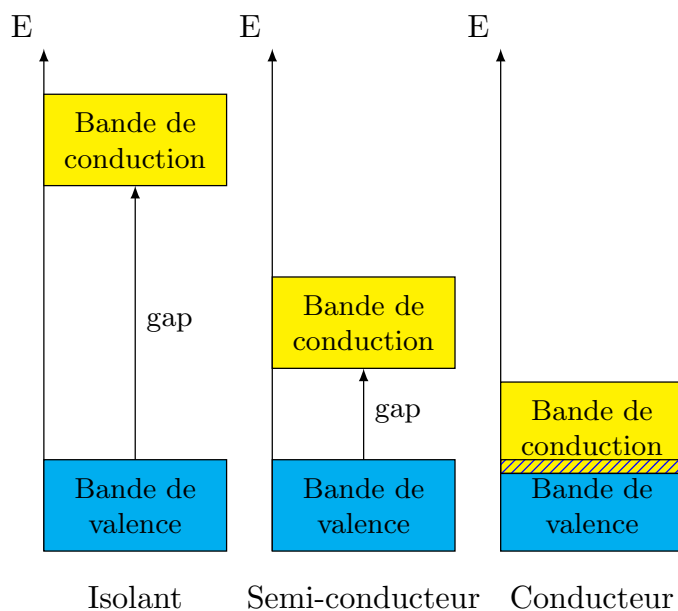 E
Bande de
conduction
gap
Bande de
valence
Isolant
E
Bande de
conduction
gap
Bande de
valence
Semi-conducteur
E
Bande de
conduction
Bande de
valence
Conducteur